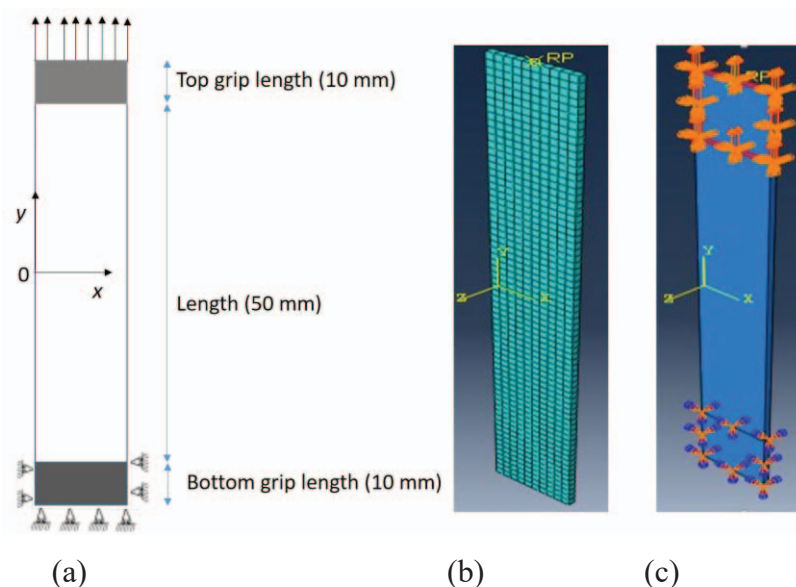 Top grip length (10 mm)
y
0
x
Length (50 mm)
Bottom grip length (10 mm)
RP
Y
Z
X
RP
Y
Z
X
(a)
(b)
(c)